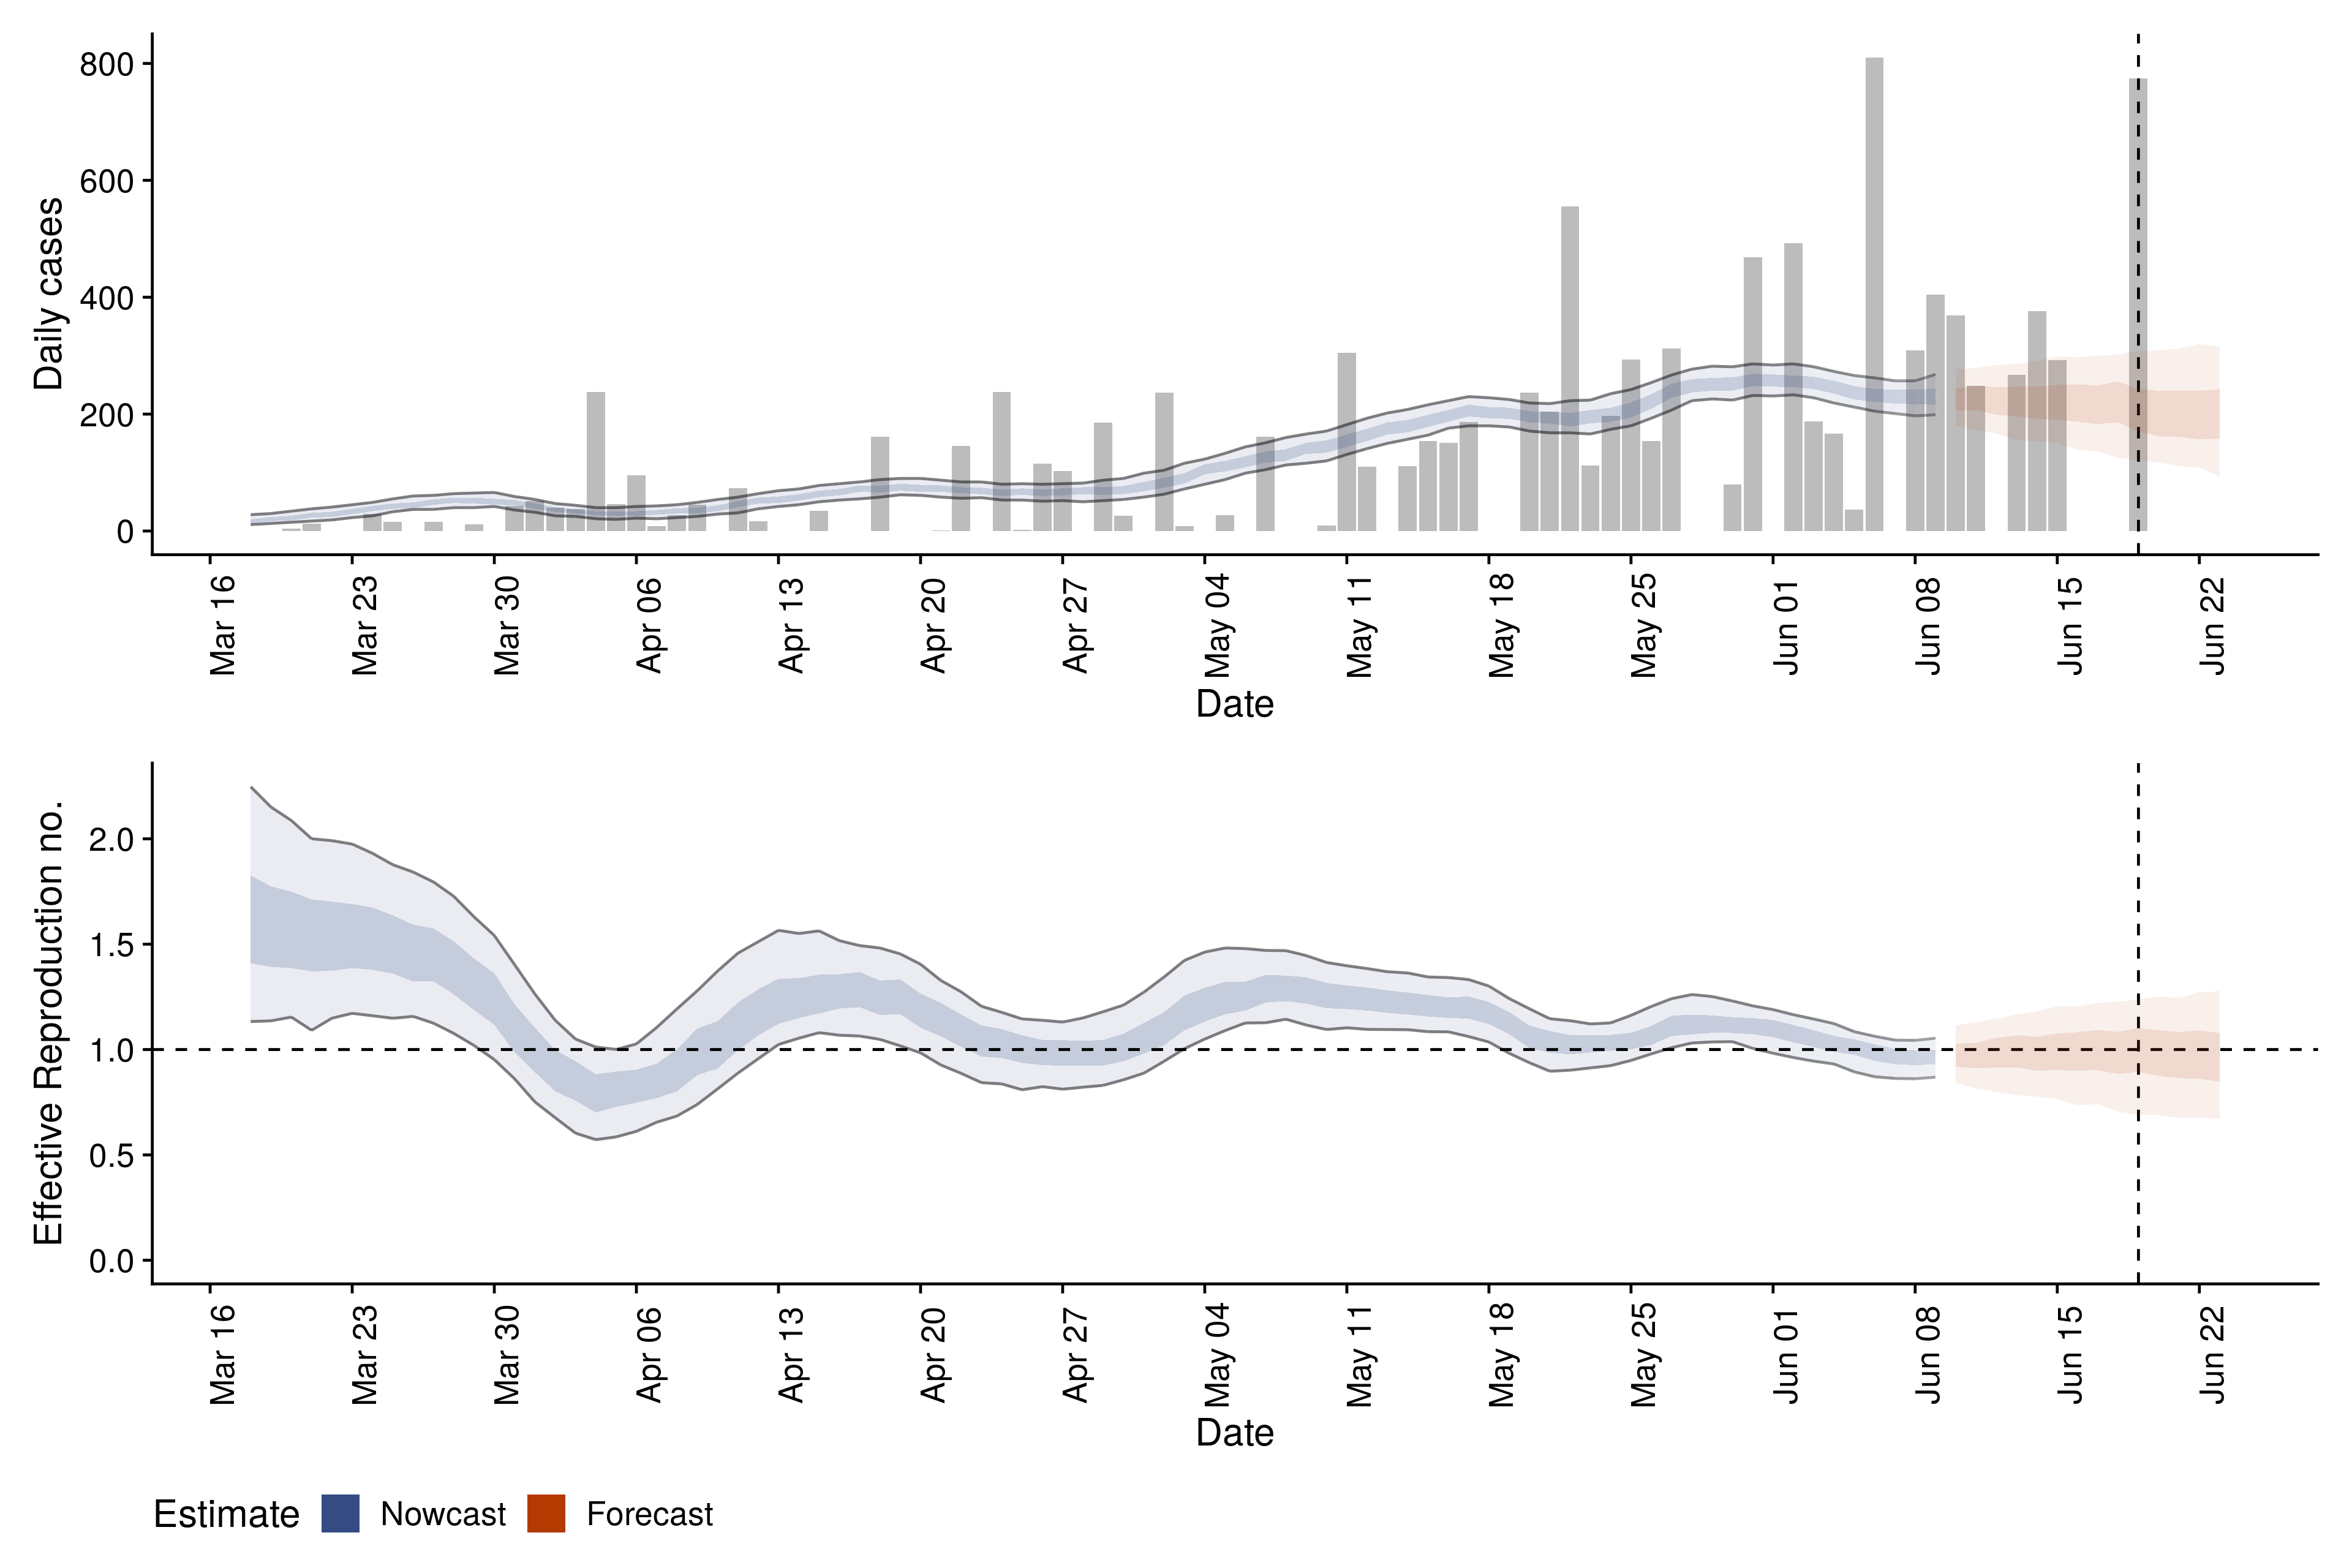 800
600
400
200
0
Daily cases
Mar 16 Mar 23 Mar 30 Apr 06 Apr 13 Apr 20 Apr 27 May 04 May 11 May 18 May 25 Jun 01 Jun 08 Jun 15 Jun 22
Date
2.0
1.5
1.0
0.5
0.0
Effective Reproduction no.
Mar 16 Mar 23 Mar 30 Apr 06 Apr 13 Apr 20 Apr 27 May 04 May 11 May 18 May 25 Jun 01 Jun 08 Jun 15 Jun 22
Date
Estimate Nowcast Forecast